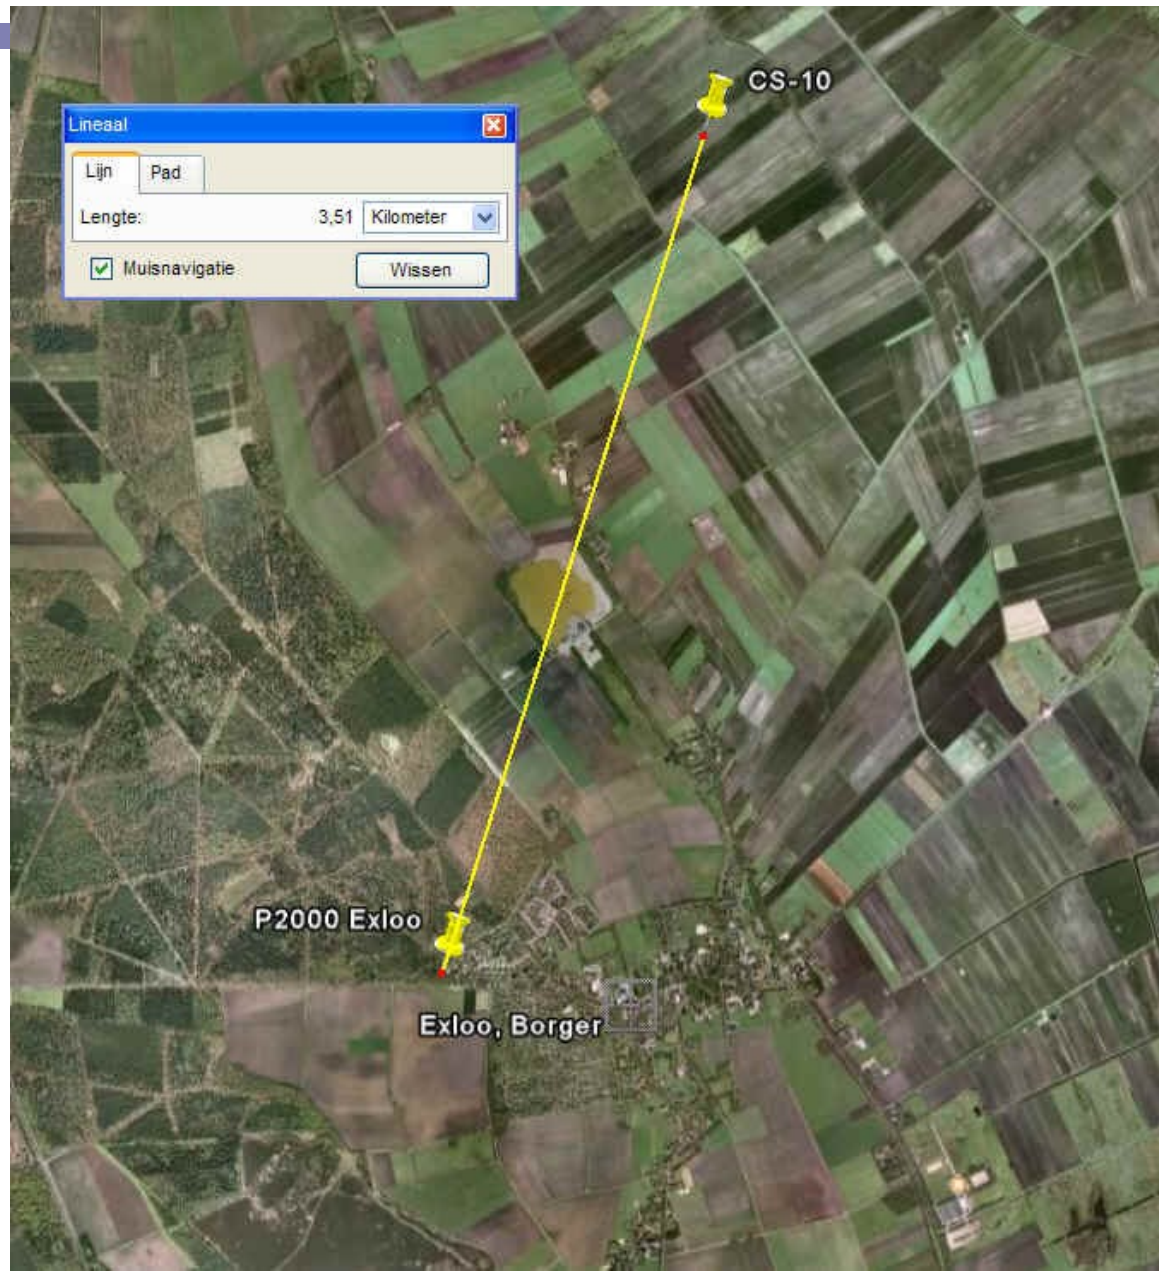 CS-10
Lineaal
Lijn Pad
Lengte: 3,51 Kilometer
Muisnavigatie Wissen
P2000 Exloo
Exloo, Borger